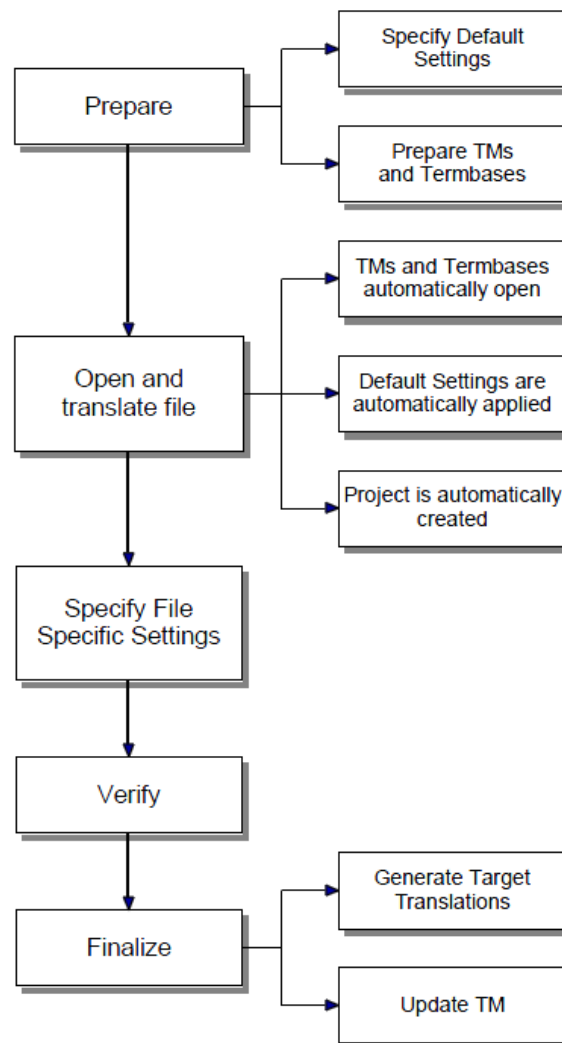 Specify Default
Settings
Prepare
Prepare TMs
and Termbases
TMs and Termbases
automatically open
Open and
translate file
Default Settings are
automatically applied
Project is automatically
created
Specify File
Specific Settings
Verify
Generate Target
Translations
Finalize
Update TM